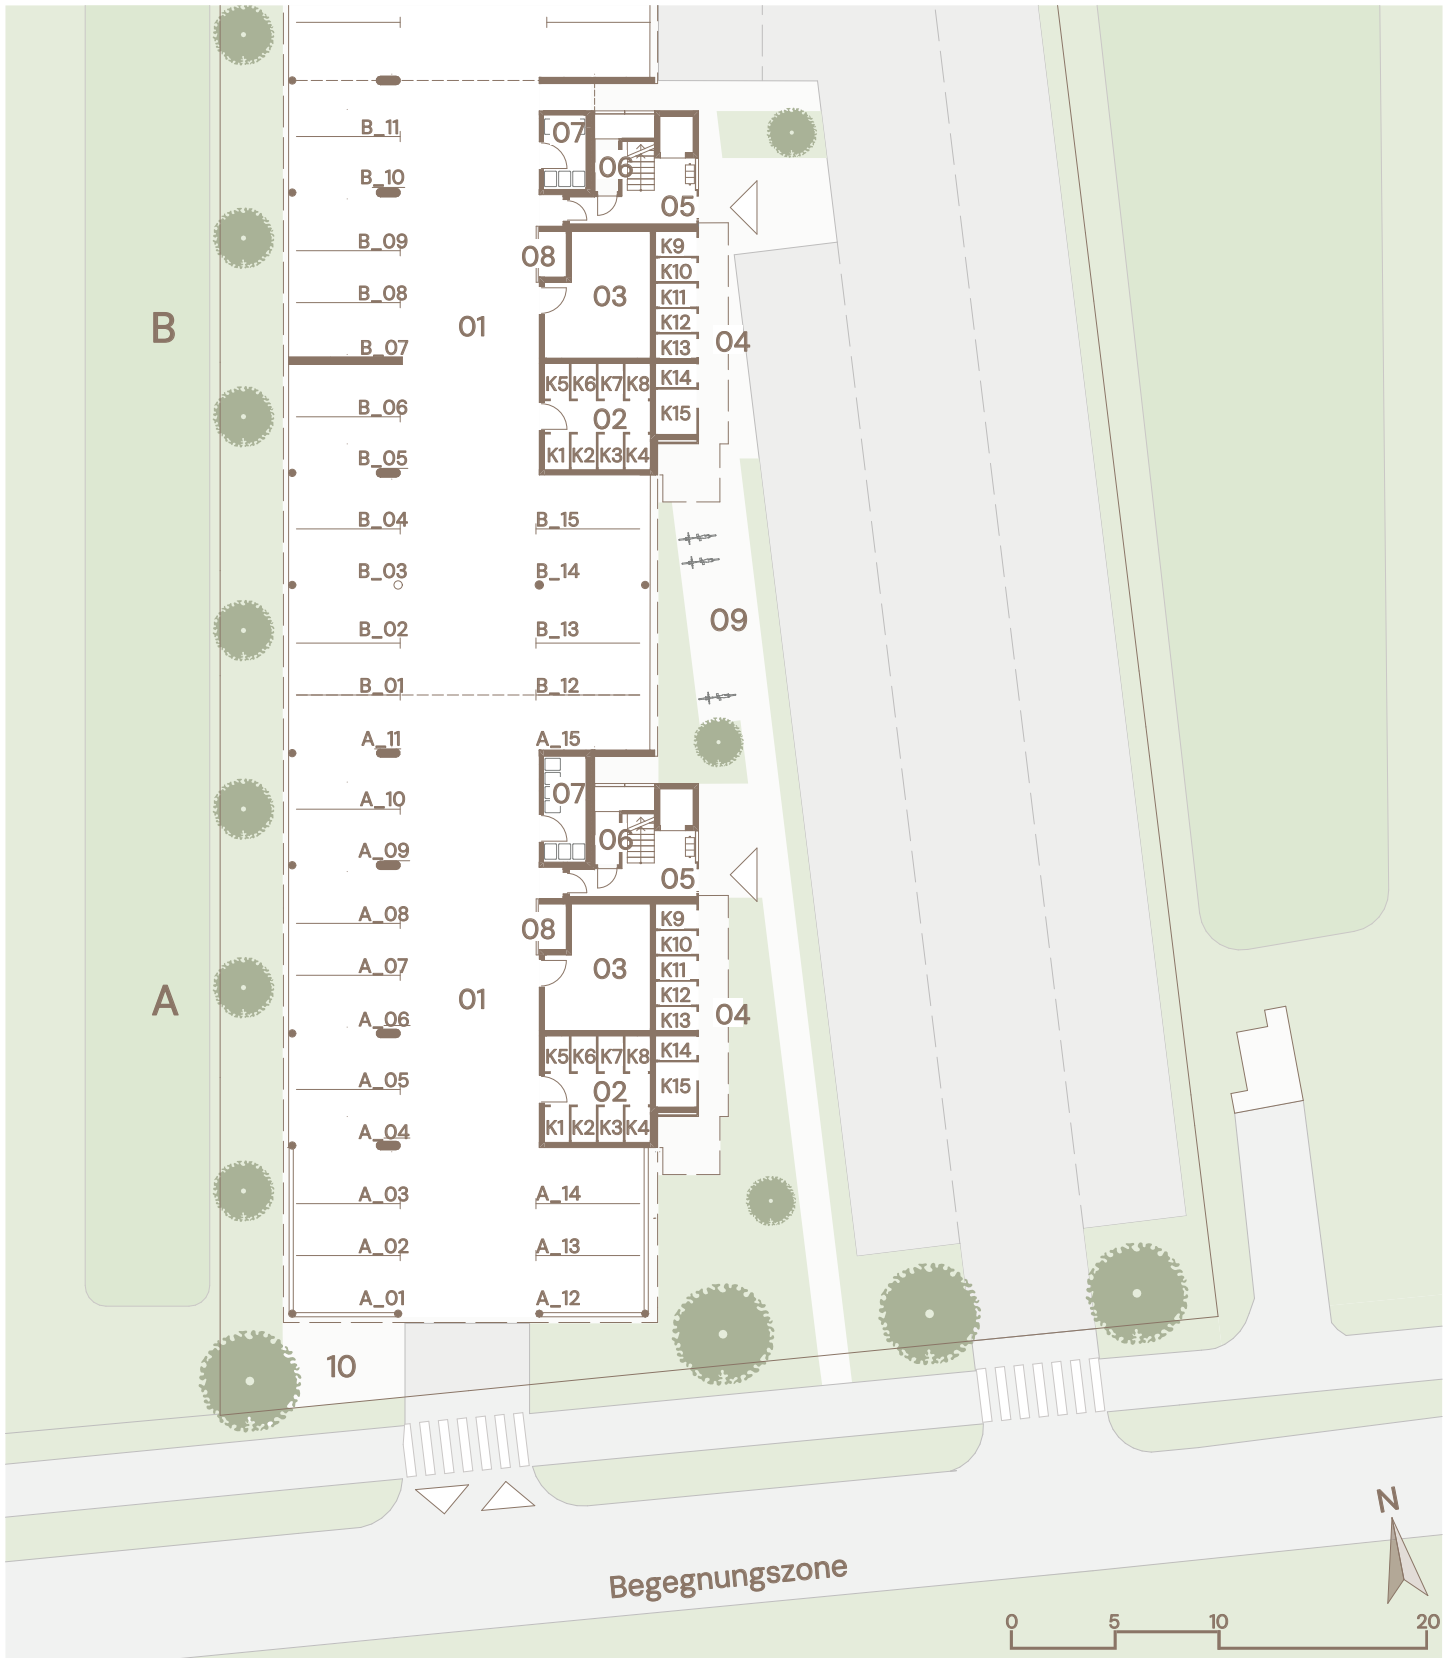 B_11
07
B_10
06
05
B_09
08
K9
K10
B_08
03
K11
B
01
K12
04
B_07
K13
K5 K6 K7 K8
K14
B_06
02
K15
B_05
K1 K2 K3 K4
B_04
B_15
B_03
B_14
09
B_02
B_13
B_01
B_12
A_11
A_15
A_10
07
A_09
06
05
A_08
08
K9
K10
A_07
03
K11
A
01
K12
04
A_06
K13
K5 K6 K7 K8
K14
A_05
02
K15
A_04
K1 K2 K3 K4
A_03
A_14
A_02
A_13
A_01
A_12
10
N
Begegnungszone
0 5 10 20